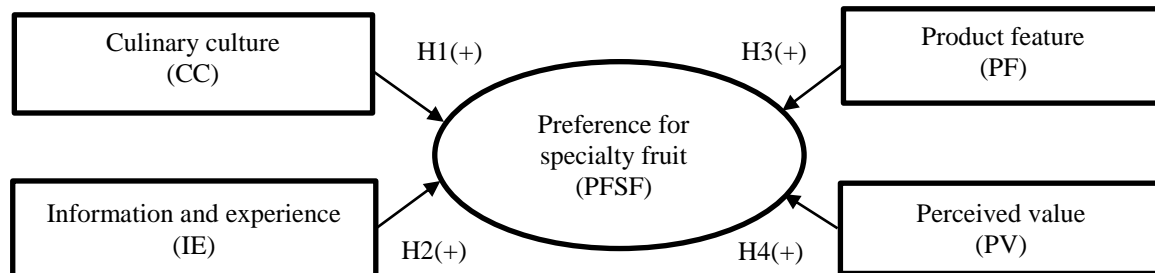 Culinary culture
(CC)
H1(+)
H3(+)
Product feature
(PF)
Preference for
specialty fruit
(PFSF)
Information and experience
(IE)
H2(+)
H4(+)
Perceived value
(PV)